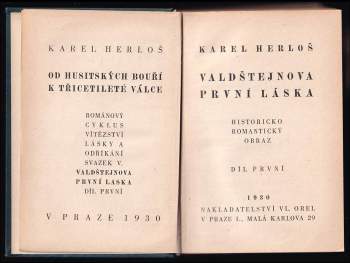 KAREL HERLOŠ
OD HUSITSKÝCH BOUŘÍ
K TŘICETILETÉ VÁLCE
ROMÁNOVÝ
CYKLUS
VÍTĚZSTVÍ
LÁSKY A
ODŘÍKÁNÍ
SVAZEK V.
VALDŠTEJNOVA
PRVNÍ LÁSKA
DÍL PRVNÍ
V PRAZE 1930
KAREL HERLOŠ
VALDŠTEJNOVA
PRVNÍ LÁSKA
HISTORICKO
ROMANTICKÝ
OBRAZ
DÍL PRVNÍ
1930
NAKLADATELSTVÍ VL. OREL
V PRAZE I., MALÁ KARLOVA 29